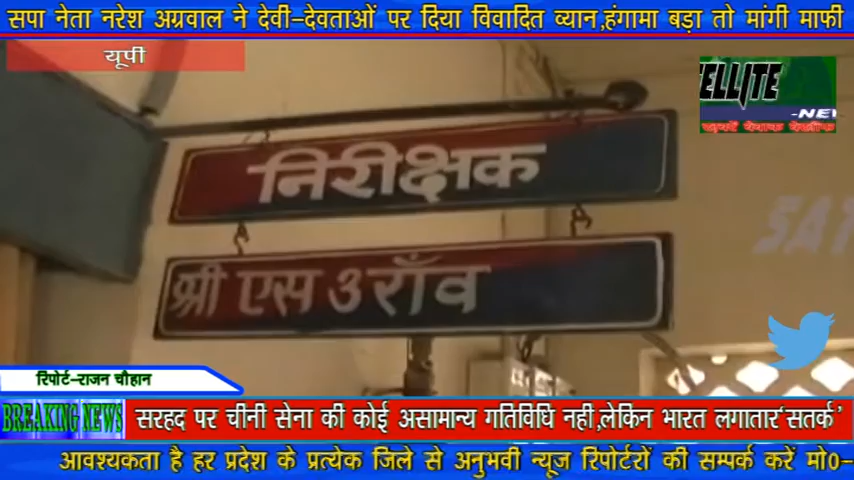 सपा नेता नरेश अग्रवाल ने देवी-देवताओं पर दिया विवादित व्यान,हंगामा बड़ा तो मांगी माफी
यूपी
ELLITE
-NEW
निरीक्षक
श्री एस उराँव
SAT
रिपोर्ट-राजन चौहान
BREAKING NEWS
सरहद पर चीनी सेना की कोई असामान्य गतिविधि नही,लेकिन भारत लगातार'सतर्क'
आवश्यकता है हर प्रदेश के प्रत्येक जिले से अनुभवी न्यूज रिपोर्टरों की सम्पर्क करें मो0-